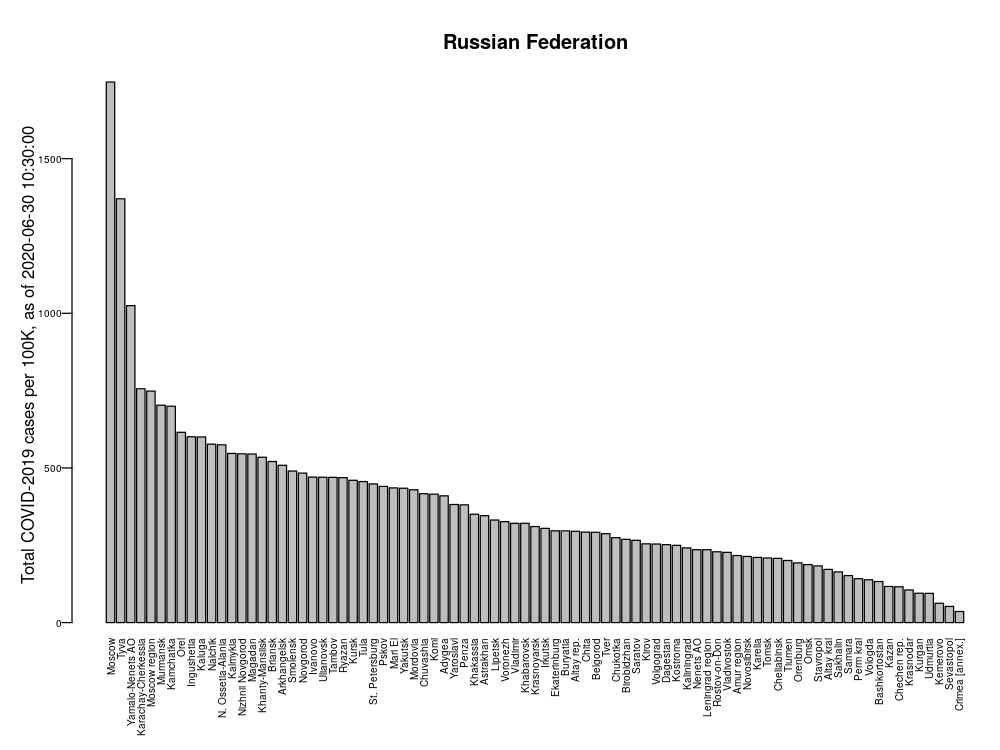 Russian Federation
Total COVID-2019 cases per 100K, as of 2020-06-30 10:30:00
1500
1000
500
0
Moscow
Tyva
Yamalo-Nenets AO
Karachay-Cherkessia
Moscow region
Murmansk
Kamchatka
Orel
Ingushetia
Kaluga
Nalchik
N. Ossetia-Alania
Kalmykia
Nizhnii Novgorod
Magadan
Khanty-Mansiisk
Briansk
Arkhangelsk
Smolensk
Novgorod
Ivanovo
Ulianovsk
Tambov
Ryazan
Kursk
Tula
St. Petersburg
Pskov
Mari El
Yakutsk
Mordovia
Chuvashia
Komi
Adygea
Yaroslavl
Penza
Khakassia
Astrakhan
Lipetsk
Voronezh
Vladimir
Khabarovsk
Krasnoyarsk
Irkutsk
Ekaterinburg
Buryatia
Altay rep.
Chita
Belgorod
Tver
Chukotka
Birobidzhan
Saratov
Kirov
Volgograd
Dagestan
Kostroma
Kaliningrad
Nenets AO
Leningrad region
Rostov-on-Don
Vladivostok
Amur region
Novosibirsk
Karelia
Tomsk
Cheliabinsk
Tiumen
Orenburg
Omsk
Stavropol
Altay krai
Sakhalin
Samara
Perm krai
Vologda
Bashkortostan
Kazan
Chechen rep.
Krasnodar
Kurgan
Udmurtia
Kemerovo
Sevastopol
Crimea [annex.]